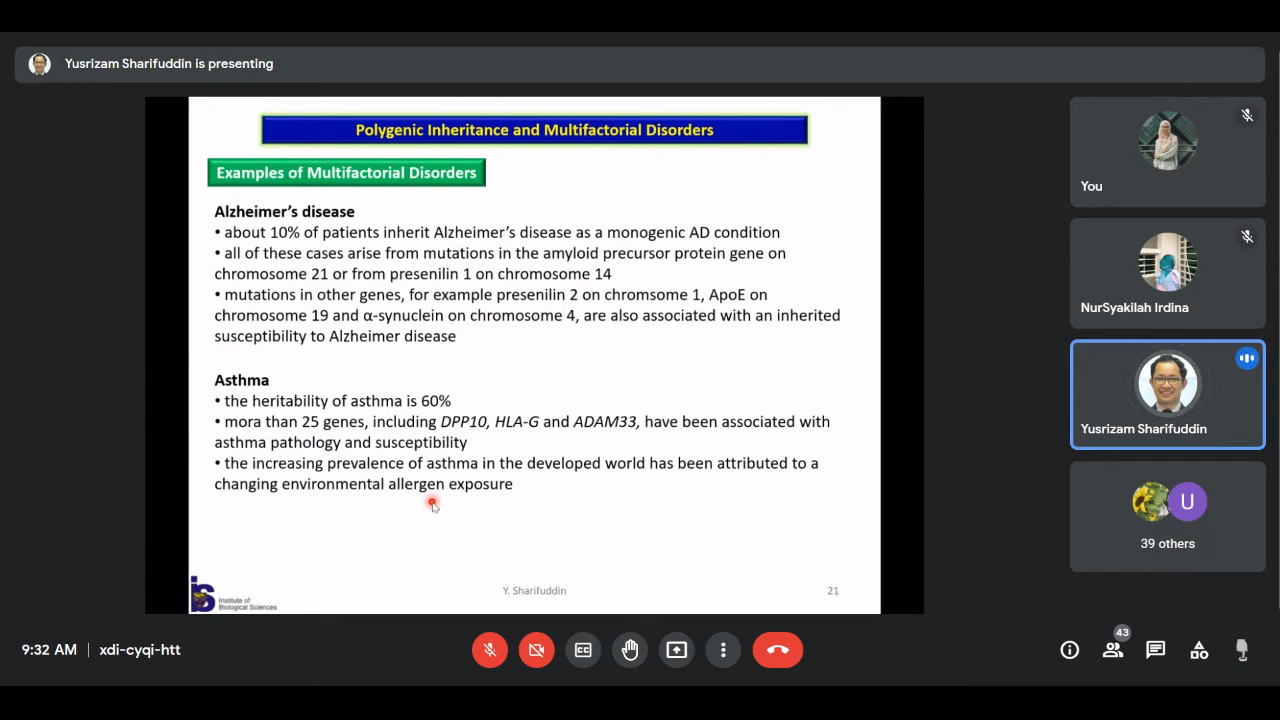 Yusrizam Sharifuddin is presenting
Polygenic Inheritance and Multifactorial Disorders
Examples of Multifactorial Disorders
Alzheimer's disease
• about 10% of patients inherit Alzheimer's disease as a monogenic AD condition
• all of these cases arise from mutations in the amyloid precursor protein gene on
chromosome 21 or from presenilin 1 on chromosome 14
• mutations in other genes, for example presenilin 2 on chromsome 1, ApoE on
chromosome 19 and α-synuclein on chromosome 4, are also associated with an inherited
susceptibility to Alzheimer disease
Asthma
• the heritability of asthma is 60%
• more than 25 genes, including DPP10, HLA-G and ADAM33, have been associated with
asthma pathology and susceptibility
• the increasing prevalence of asthma in the developed world has been attributed to a
changing environmental allergen exposure
Institute of
Biological Sciences
Y. Sharifuddin
21
You
NurSyakilah Irdina
Yusrizam Sharifuddin
U
39 others
9:32 AM | xdi-cyqi-htt
43